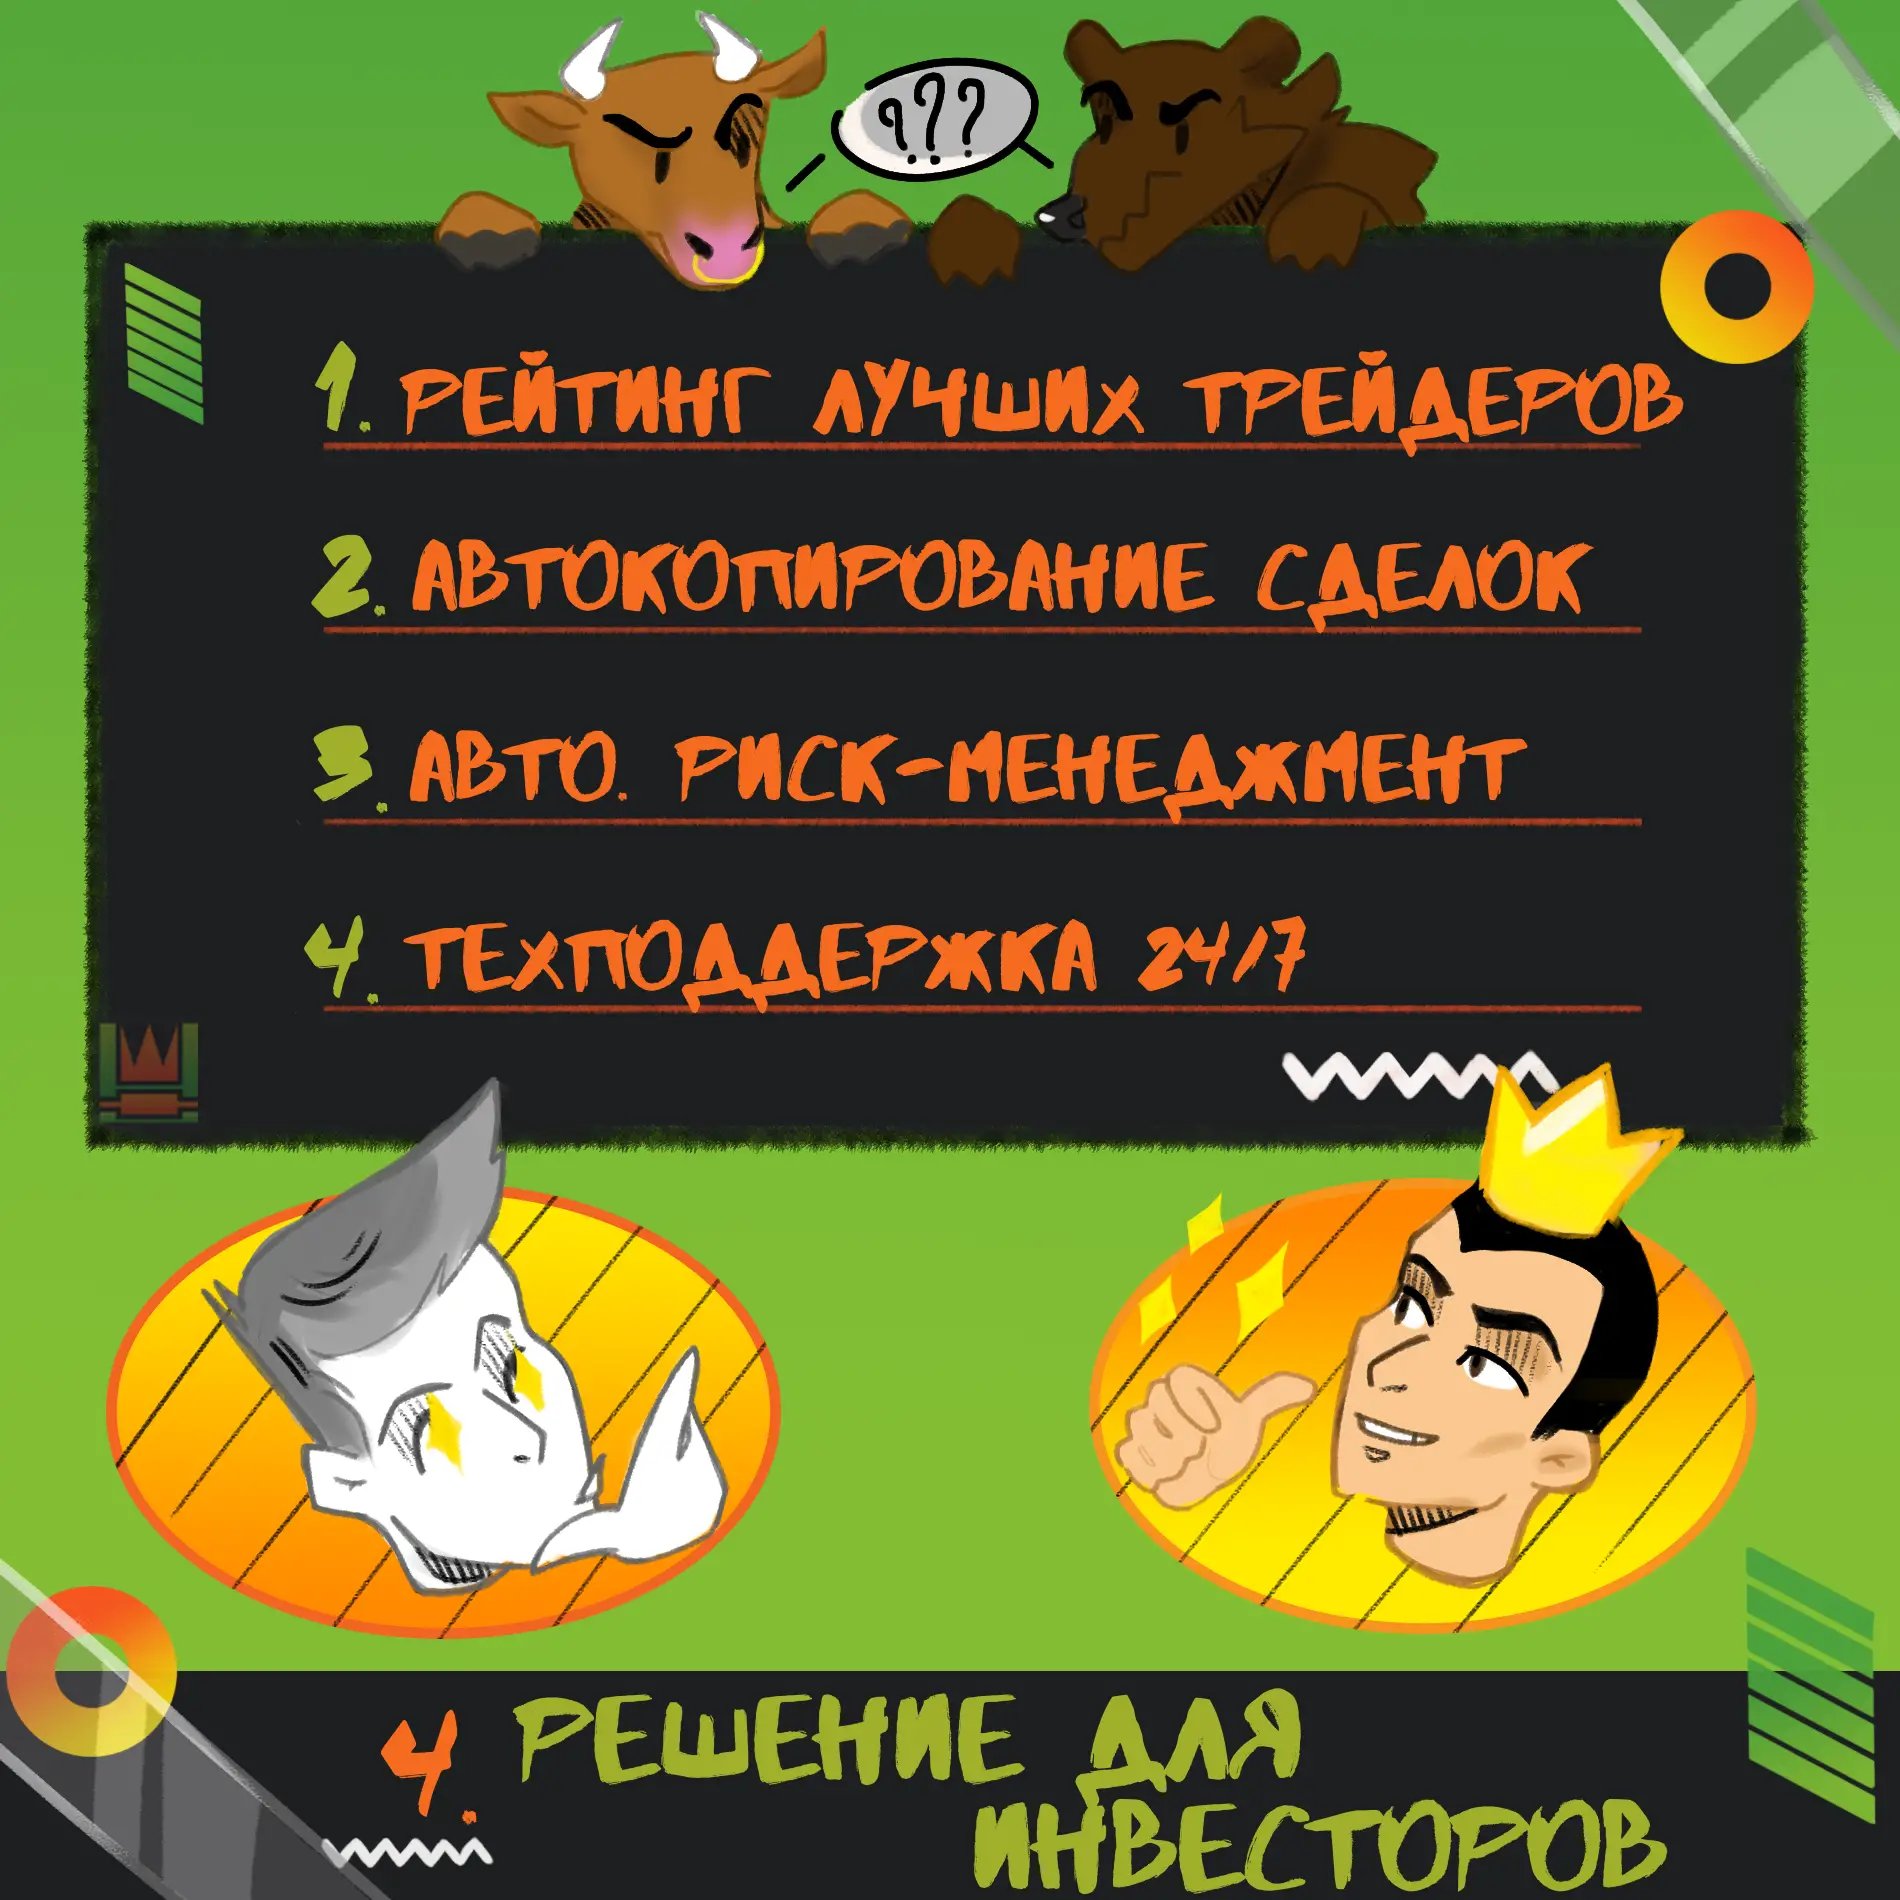 ???
1. РЕЙТИНГ ЛУЧШИХ ТРЕЙДЕРОВ
2. АВТОКОПИРОВАНИЕ СДЕЛОК
3. АВТО. РИСК-МЕНЕДЖМЕНТ
4. ТЕХПОДДЕРЖКА 24/7
4. РЕШЕНИЕ ДЛЯ
ИНВЕСТОРОВ